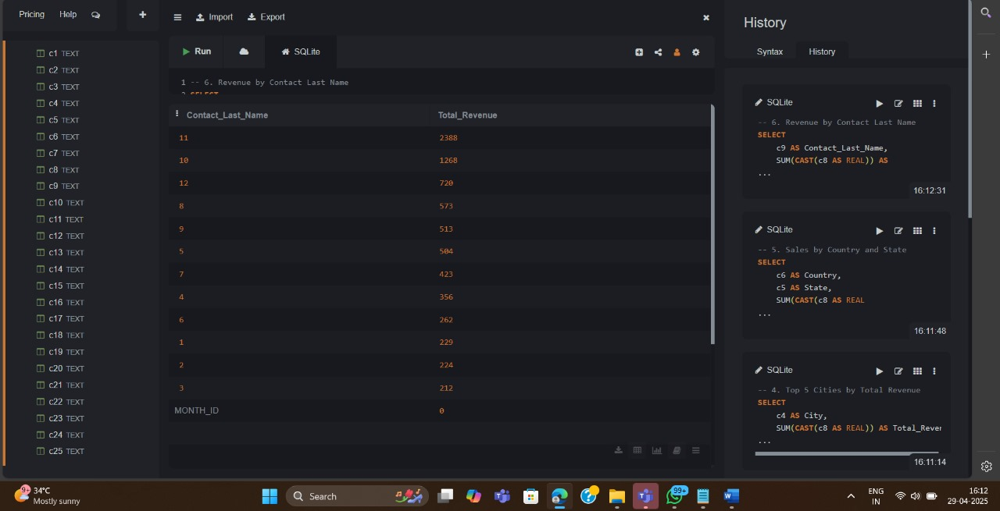 Pricing Help
Import Export
Run SQLite
1 -- 6. Revenue by Contact Last Name
2 SELECT
c1 TEXT
c2 TEXT
c3 TEXT
c4 TEXT
c5 TEXT
c6 TEXT
c7 TEXT
c8 TEXT
c9 TEXT
c10 TEXT
c11 TEXT
c12 TEXT
c13 TEXT
c14 TEXT
c15 TEXT
c16 TEXT
c17 TEXT
c18 TEXT
c19 TEXT
c20 TEXT
c21 TEXT
c22 TEXT
c23 TEXT
c24 TEXT
c25 TEXT
Contact_Last_Name Total_Revenue
11 2388
10 1268
12 720
8 573
9 513
5 504
7 423
4 356
6 262
1 229
2 224
3 212
MONTH_ID 0
History
Syntax History
SQLite
-- 6. Revenue by Contact Last Name
SELECT
c9 AS Contact_Last_Name,
SUM(CAST(c8 AS REAL)) AS
...
16:12:31
SQLite
-- 5. Sales by Country and State
SELECT
c6 AS Country,
c5 AS State,
SUM(CAST(c8 AS REAL
...
16:11:48
SQLite
-- 4. Top 5 Cities by Total Revenue
SELECT
c4 AS City,
SUM(CAST(c8 AS REAL)) AS Total_Rever
...
16:11:14
9+
34°C
Mostly sunny
Search
99+
ENG
IN
16:12
29-04-2025